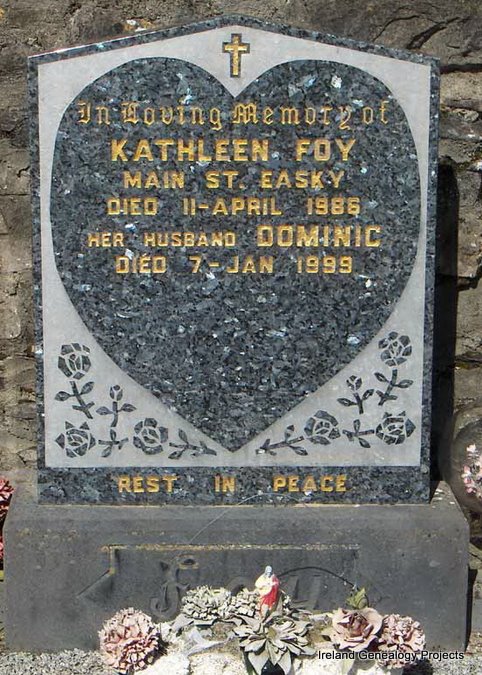 In Loving Memory of
KATHLEEN FOY
MAIN ST. EASKY
DIED 11-APRIL 1986
HER HUSBAND DOMINIC
DIED 7-JAN 1999
REST IN PEACE
Foy
Ireland Genealogy Projects